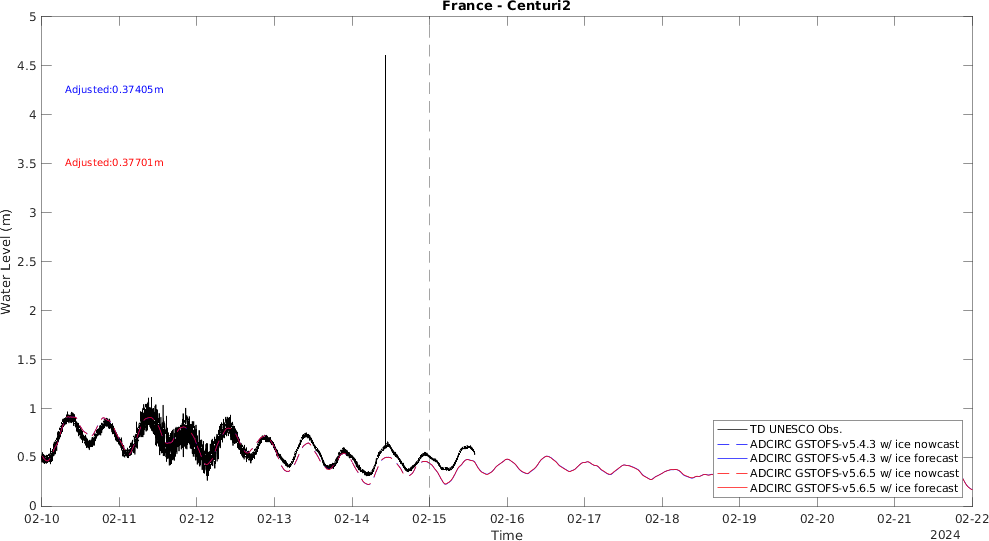 France - Centuri2
5
4.5
4
3.5
3
2.5
2
1.5
1
0.5
0
Water Level (m)
Adjusted:0.37405m
Adjusted:0.37701m
TD UNESCO Obs.
ADCIRC GSTOFS-v5.4.3 w/ ice nowcast
ADCIRC GSTOFS-v5.4.3 w/ ice forecast
ADCIRC GSTOFS-v5.6.5 w/ ice nowcast
ADCIRC GSTOFS-v5.6.5 w/ ice forecast
02-10 02-11 02-12 02-13 02-14 02-15 02-16 02-17 02-18 02-19 02-20 02-21 02-22
Time
2024